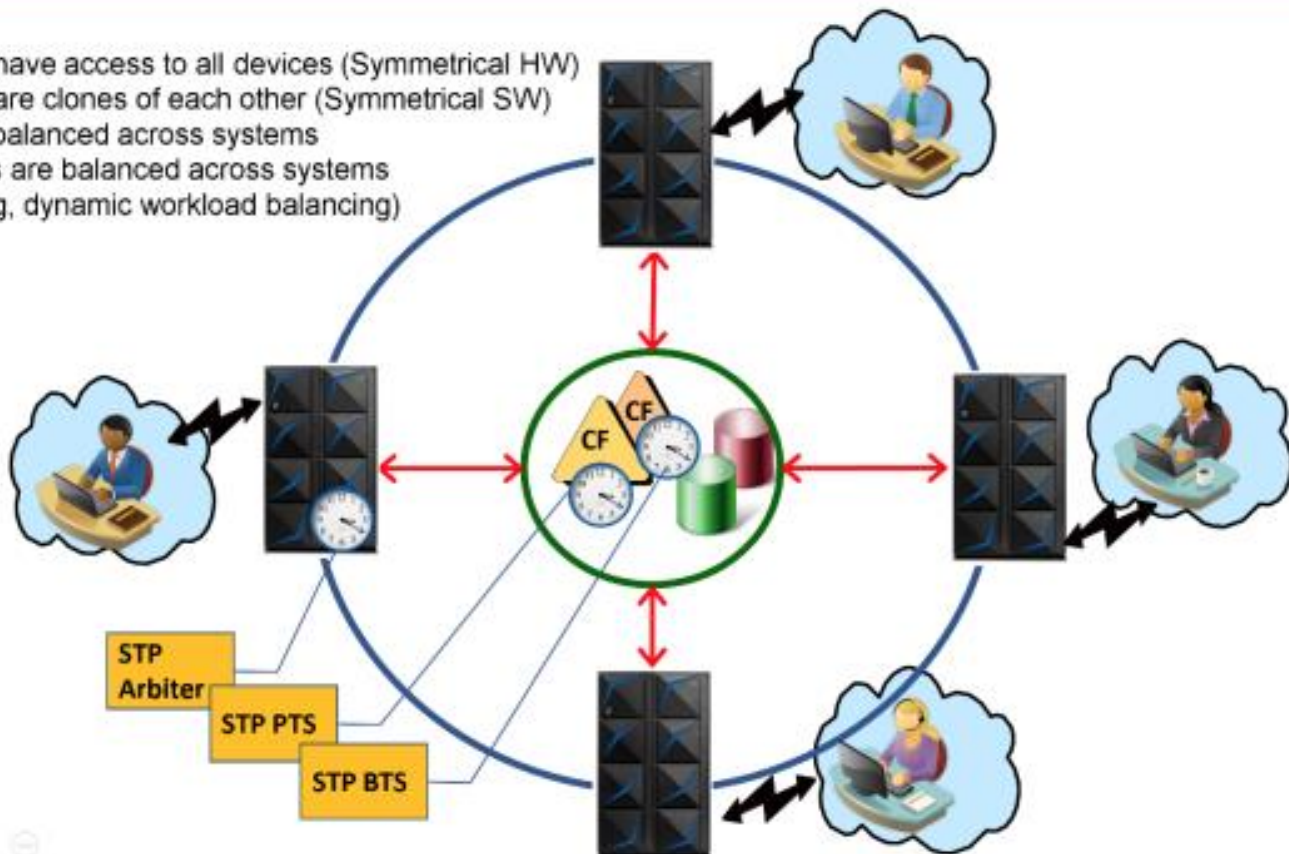 have access to all devices (Symmetrical HW)
are clones of each other (Symmetrical SW)
balanced across systems
s are balanced across systems
g, dynamic workload balancing)
CF
CF
STP
Arbiter
STP PTS
STP BTS